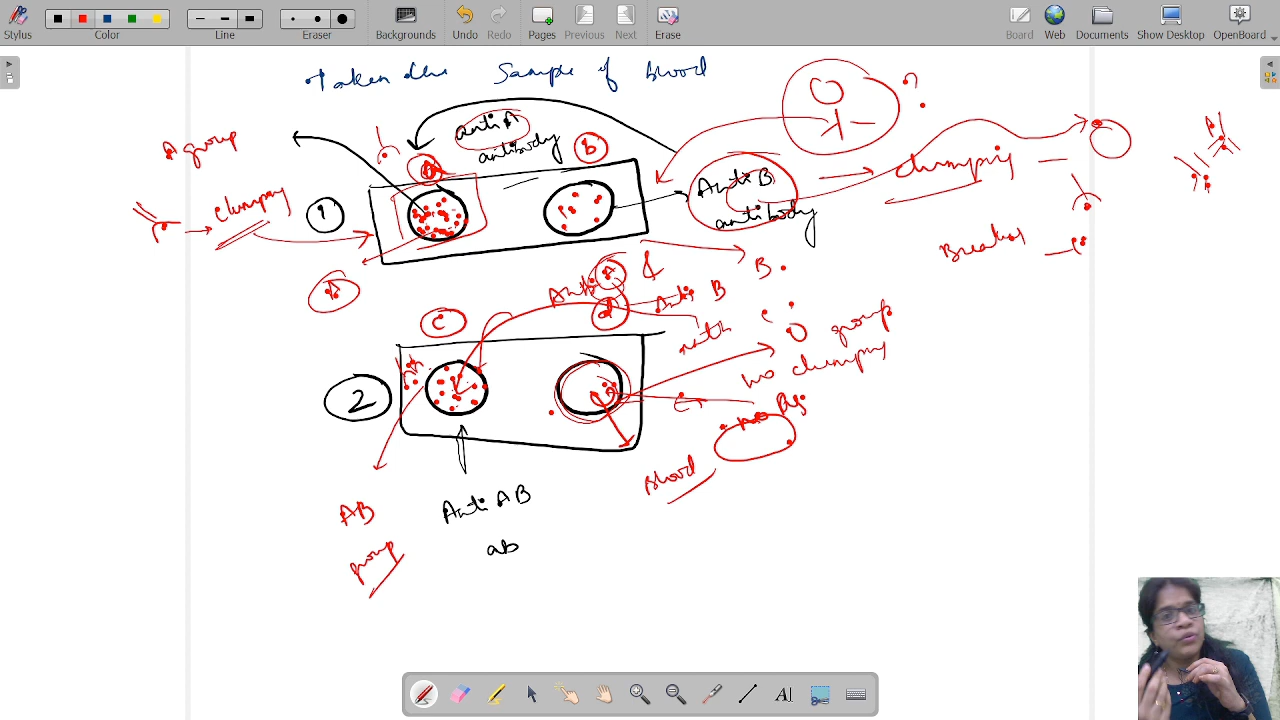 Stylus
Color
Line
Eraser
Backgrounds
Undo
Redo
Pages
Previous
Next
Erase
Board
Web
Documents
Show Desktop
OpenBoard
Taken the Sample of Blood
A group
anti A
antibody
a
b
Anti B
antibody
clumping
clumping
1
A
Anti A & Anti B
B
c
d
O group
no clumping
2
no Ag
Blood
AB
group
Anti AB
ab
A